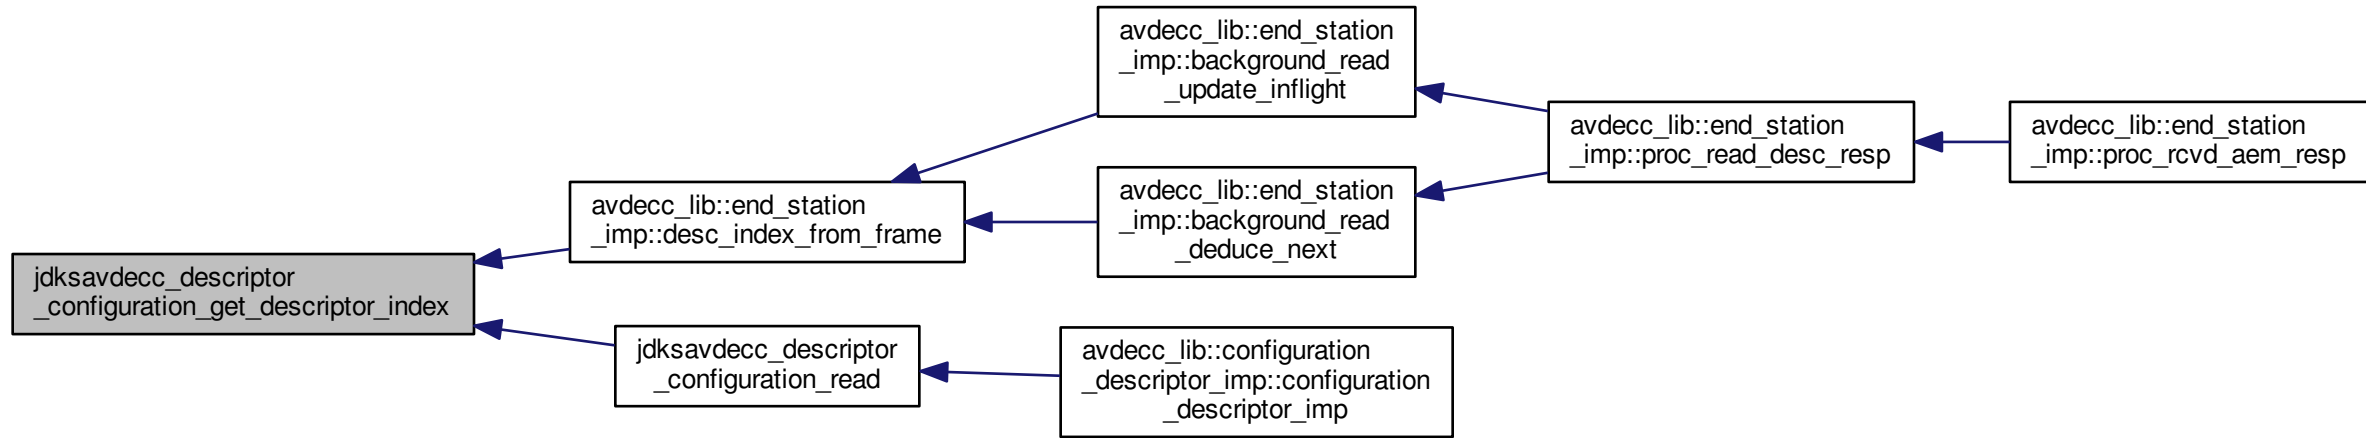 jdksavdecc_descriptor
_configuration_get_descriptor_index
avdecc_lib::end_station
_imp::desc_index_from_frame
avdecc_lib::end_station
_imp::background_read
_update_inflight
avdecc_lib::end_station
_imp::background_read
_deduce_next
avdecc_lib::end_station
_imp::proc_read_desc_resp
avdecc_lib::end_station
_imp::proc_rcvd_aem_resp
jdksavdecc_descriptor
_configuration_read
avdecc_lib::configuration
_descriptor_imp::configuration
_descriptor_imp